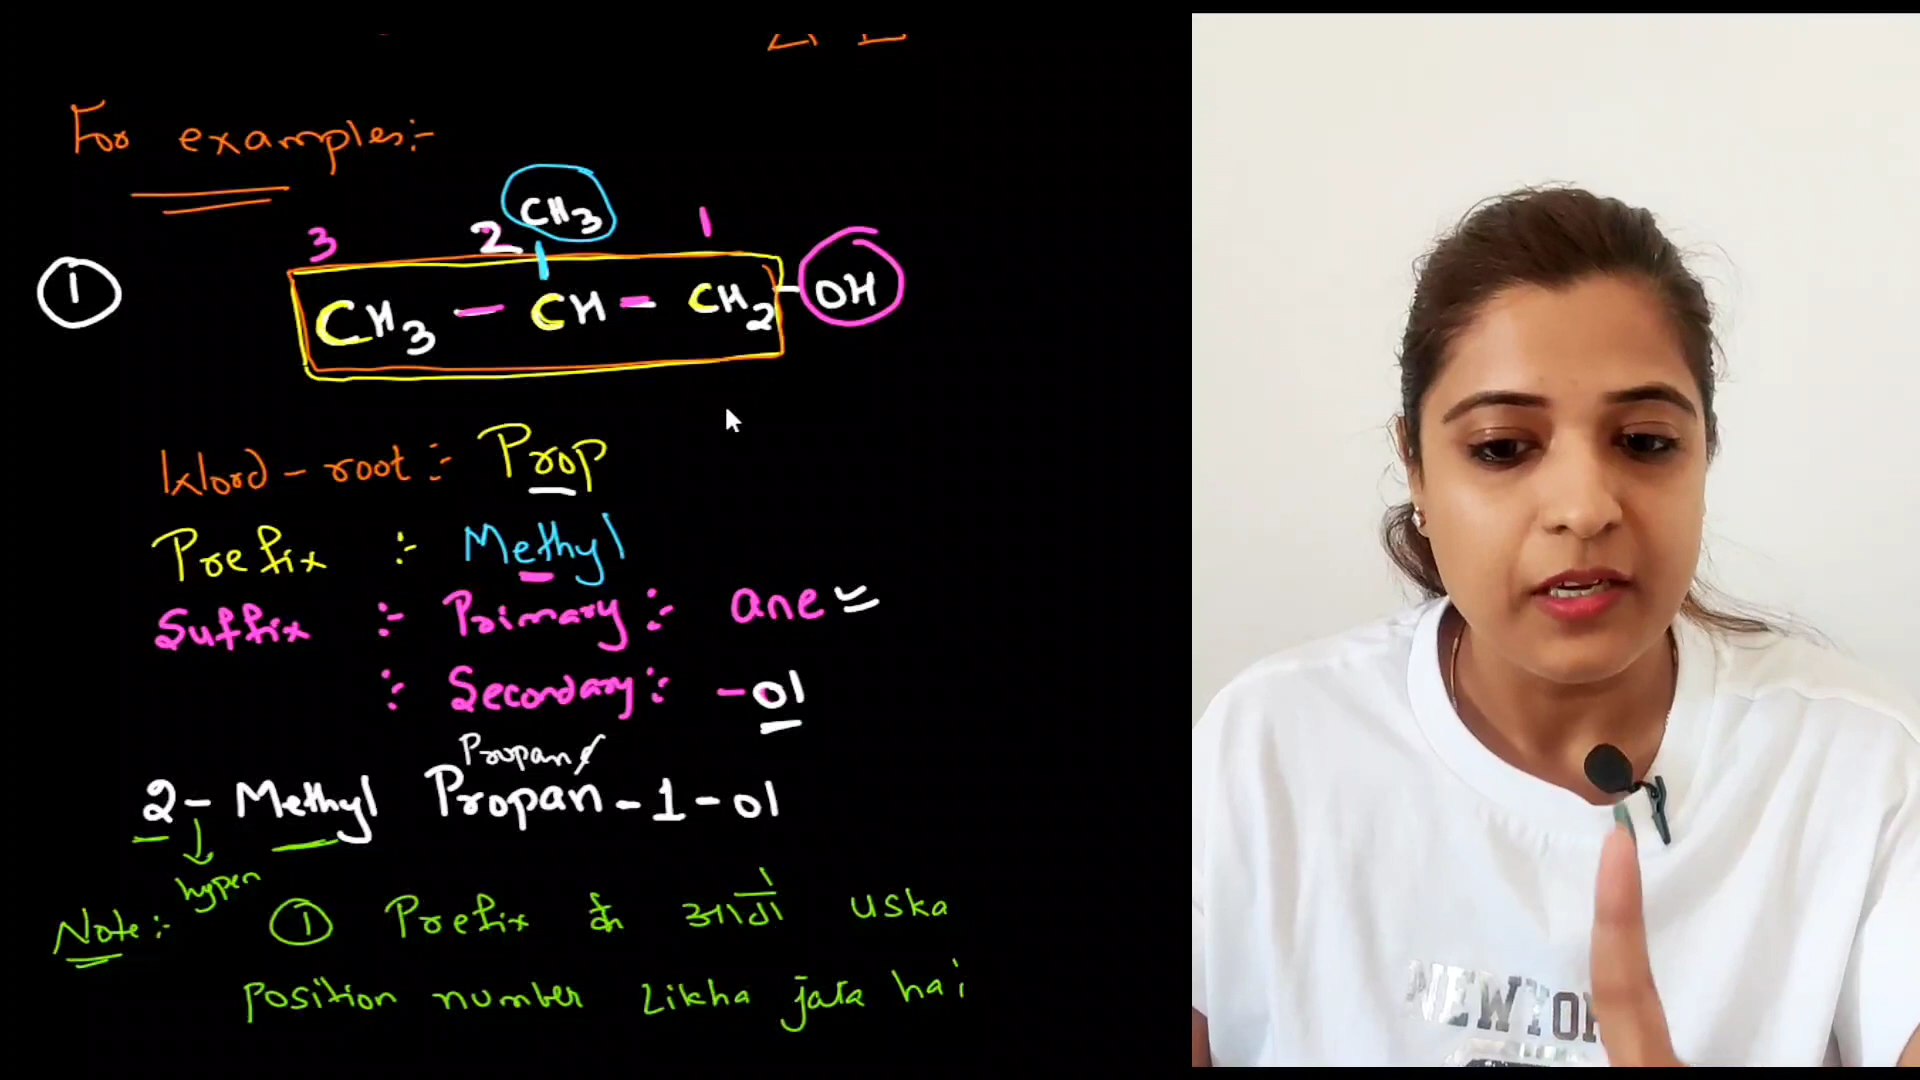 For examples:-
CH3
3 2 1
① CH3 - CH - CH2 - OH
Word-root :- Prop
Prefix :- Methyl
Suffix :- Primary :- ane
:- Secondary :- -ol
Propane
2- Methyl Propan-1-ol
hypen
Note:- ① Prefix के आगे uska
position number likha jata hai